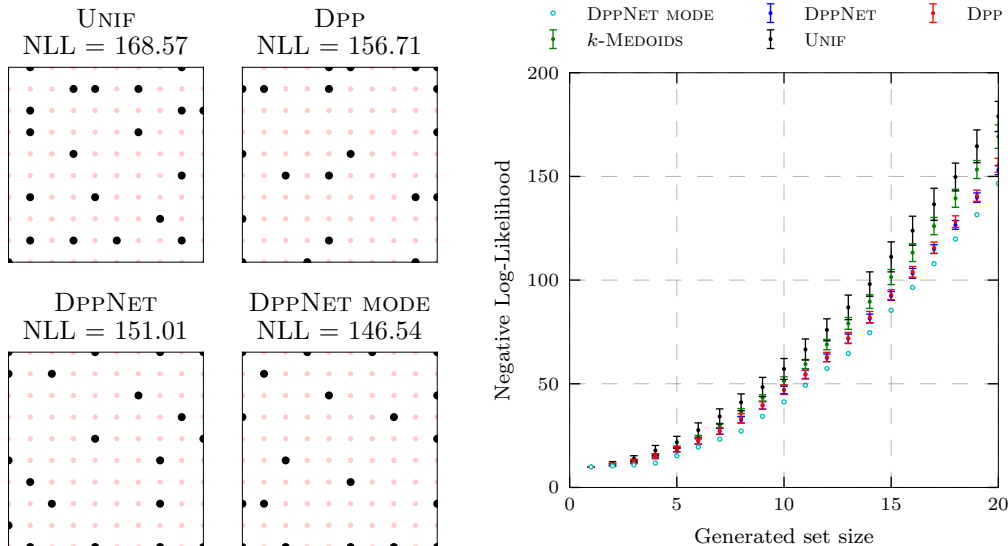 UNIF
NLL = 168.57
DPP
NLL = 156.71
DPPNET
NLL = 151.01
DPPNET MODE
NLL = 146.54
DPPNET MODE
DPPNET
DPP
k-MEDOIDS
UNIF
200
150
100
50
0
0
5
10
15
20
Negative Log-Likelihood
Generated set size